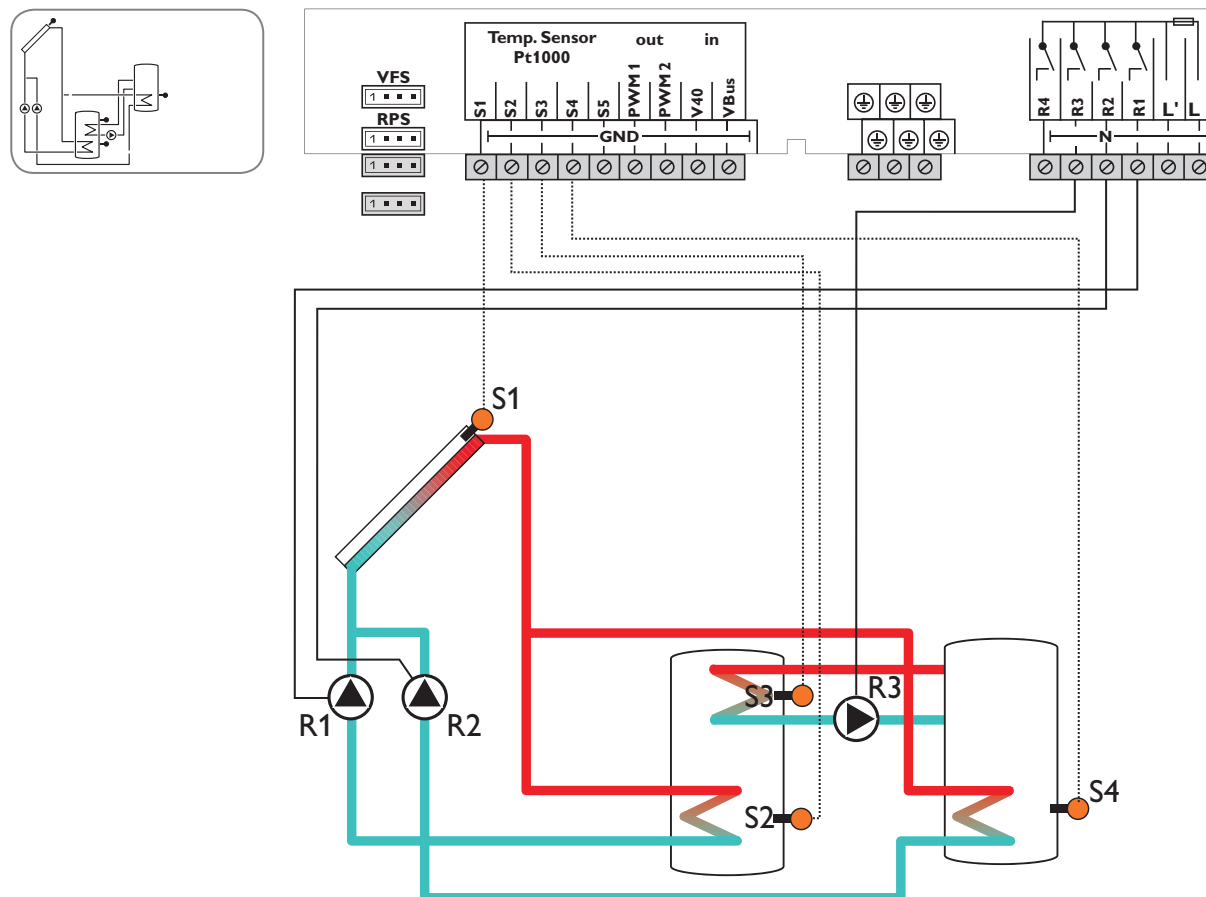 Temp. Sensor
Pt1000
out
in
VFS
1
RPS
1
1
1
S1
S2
S3
S4
S5
PWM 1
PWM 2
V40
VBus
GND
R4
R3
R2
R1
L'
L
N
S1
S3
R3
R1
R2
S2
S4